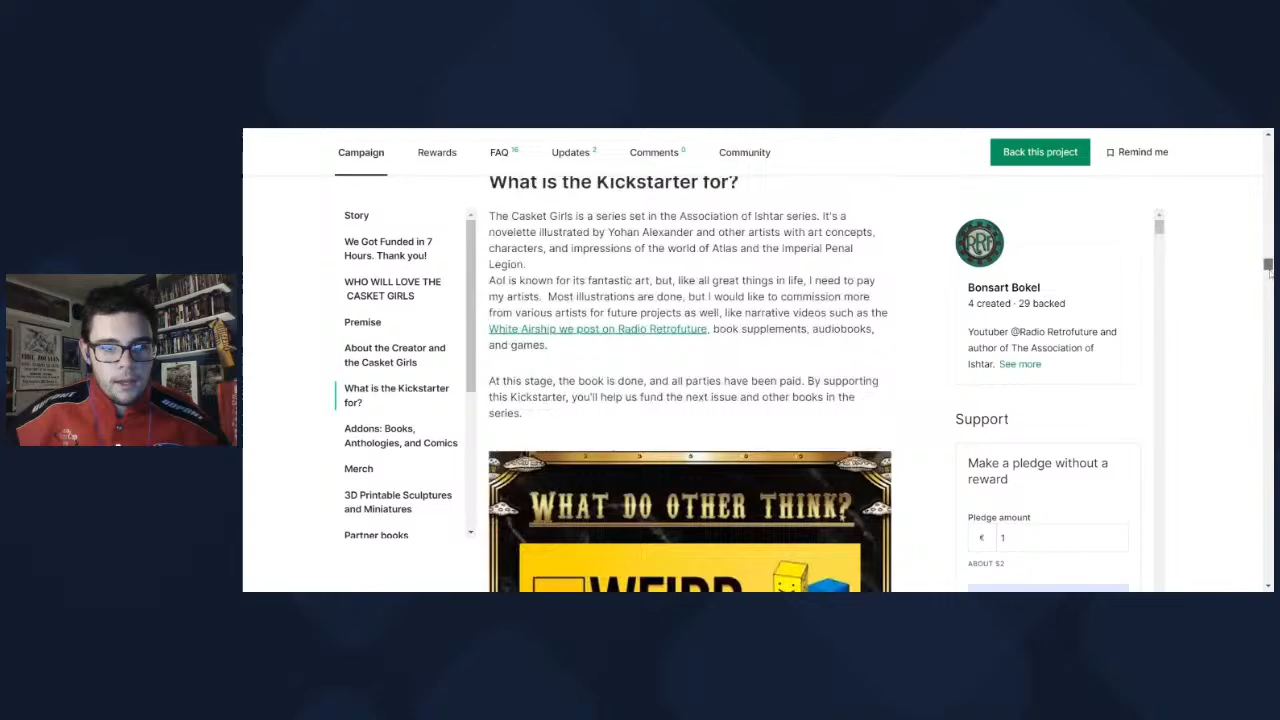 Campaign
Rewards
FAQ 16
Updates 2
Comments 0
Community
Back this project
Remind me
Story
We Got Funded in 7
Hours. Thank you!
WHO WILL LOVE THE
CASKET GIRLS
Premise
About the Creator and
the Casket Girls
What is the Kickstarter
for?
Addons: Books,
Anthologies, and Comics
Merch
3D Printable Sculptures
and Miniatures
Partner books
What is the Kickstarter for?
The Casket Girls is a series set in the Association of Ishtar series. It's a
novelette illustrated by Yohan Alexander and other artists with art concepts,
characters, and impressions of the world of Atlas and the Imperial Penal
Legion.
AoI is known for its fantastic art, but, like all great things in life, I need to pay
my artists. Most illustrations are done, but I would like to commission more
from various artists for future projects as well, like narrative videos such as the
White Airship we post on Radio Retrofuture, book supplements, audiobooks,
and games.
At this stage, the book is done, and all parties have been paid. By supporting
this Kickstarter, you'll help us fund the next issue and other books in the
series.
WHAT DO OTHER THINK?
WEIRD
RRF
Bonsart Bokel
4 created · 29 backed
Youtuber @Radio Retrofuture and
author of The Association of
Ishtar. See more
Support
Make a pledge without a
reward
Pledge amount
€ 1
ABOUT $2